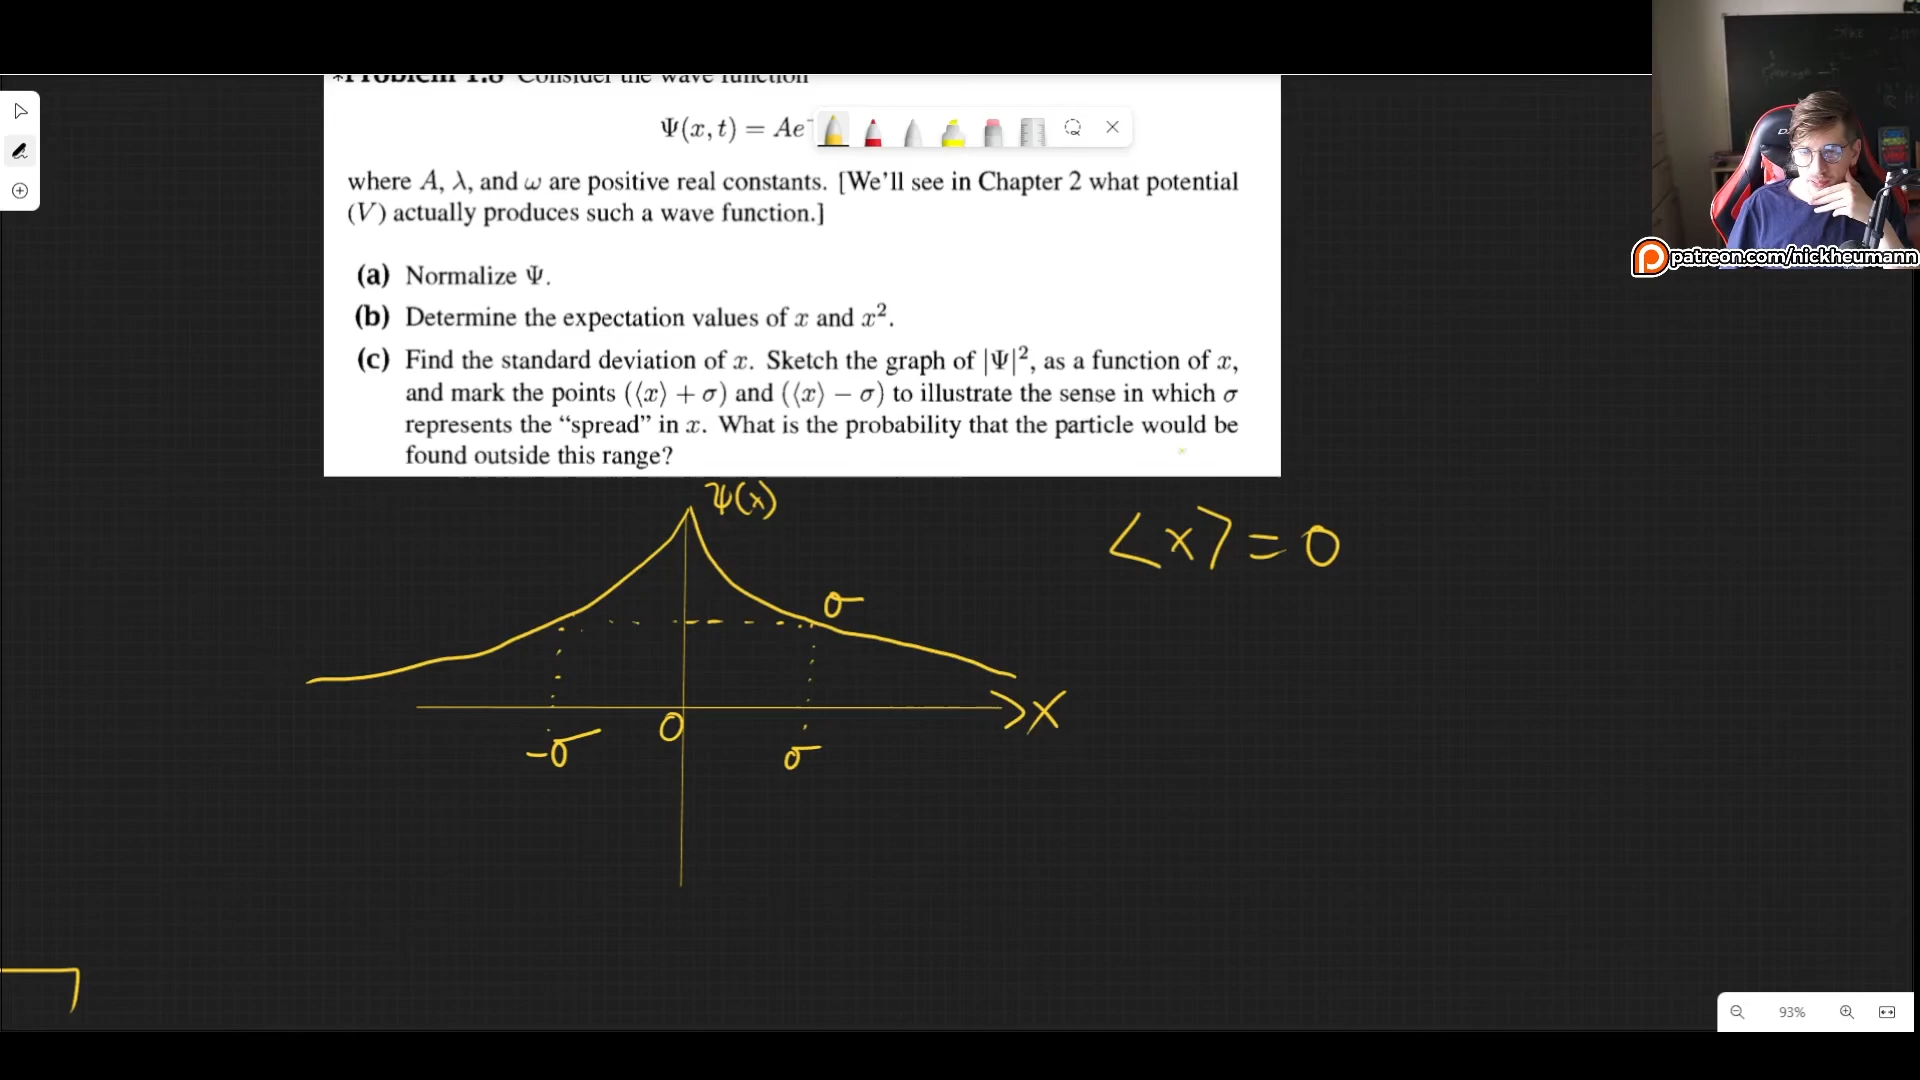 *Problem 1.8 Consider the wave function
Ψ(x, t) = Ae⁻
where A, λ, and ω are positive real constants. [We'll see in Chapter 2 what potential
(V) actually produces such a wave function.]
(a) Normalize Ψ.
(b) Determine the expectation values of x and x².
(c) Find the standard deviation of x. Sketch the graph of |Ψ|², as a function of x,
and mark the points (⟨x⟩ + σ) and (⟨x⟩ − σ) to illustrate the sense in which σ
represents the “spread” in x. What is the probability that the particle would be
found outside this range?
patreon.com/nickheumann
Ψ(x)
<x> = 0
σ
x
-σ
0
σ
93%